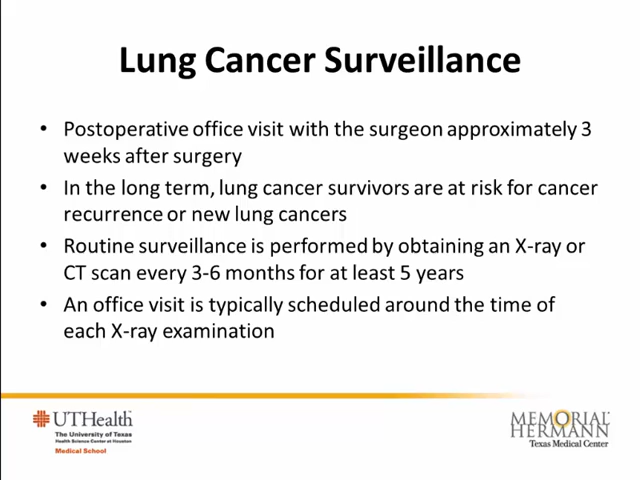 Lung Cancer Surveillance
• Postoperative office visit with the surgeon approximately 3
weeks after surgery
• In the long term, lung cancer survivors are at risk for cancer
recurrence or new lung cancers
• Routine surveillance is performed by obtaining an X-ray or
CT scan every 3-6 months for at least 5 years
• An office visit is typically scheduled around the time of
each X-ray examination
UTHealth
The University of Texas
Health Science Center at Houston
Medical School
MEMORIAL
HERMANN
Texas Medical Center